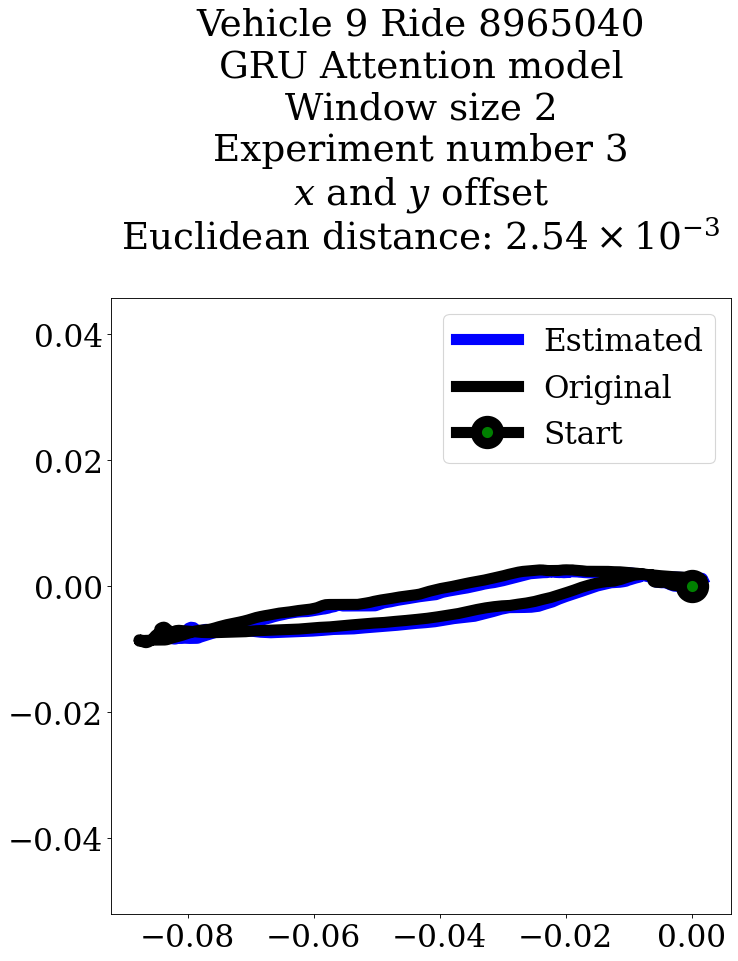 Vehicle 9 Ride 8965040
GRU Attention model
Window size 2
Experiment number 3
x and y offset
Euclidean distance: 2.54 × 10⁻³
Estimated
Original
Start
0.04
0.02
0.00
−0.02
−0.04
−0.08
−0.06
−0.04
−0.02
0.00